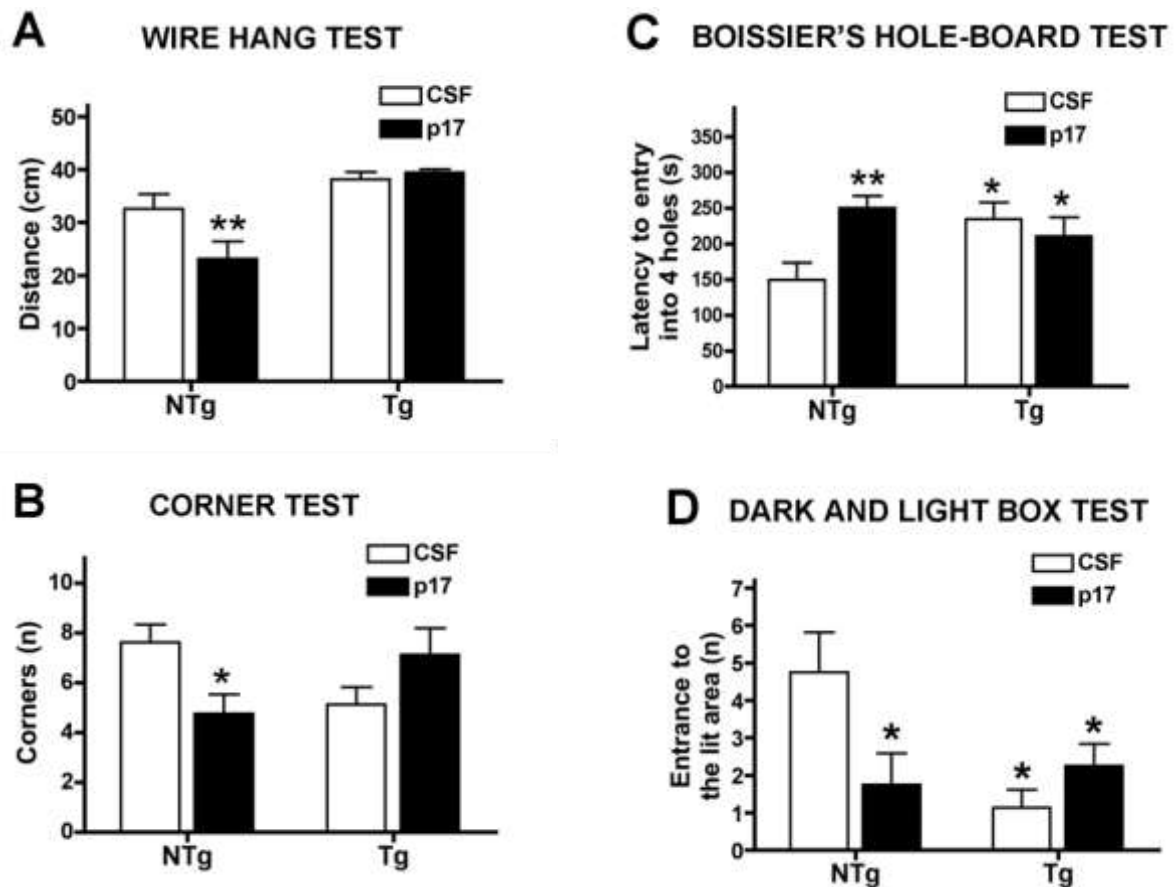 A WIRE HANG TEST
CSF
p17
50
40
30
20
10
0
Distance (cm)
**
NTg Tg
C BOISSIER'S HOLE-BOARD TEST
CSF
p17
350
300
250
200
150
100
50
0
Latency to entry
into 4 holes (s)
** * *
NTg Tg
B CORNER TEST
CSF
p17
10
8
6
4
2
0
Corners (n)
*
NTg Tg
D DARK AND LIGHT BOX TEST
CSF
p17
7
6
5
4
3
2
1
0
Entrance to
the lit area (n)
* * *
NTg Tg